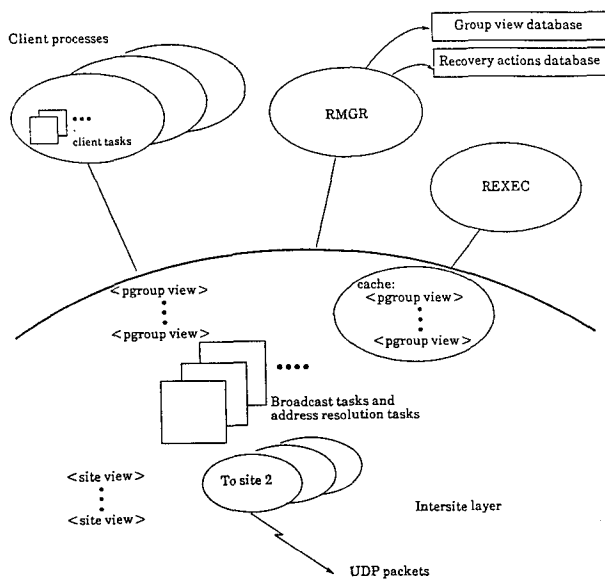 Group view database
Client processes
Recovery actions database
RMGR
client tasks
REXEC
<pgroup view>
<pgroup view>
cache:
<pgroup view>
<pgroup view>
Broadcast tasks and
address resolution tasks
<site view>
<site view>
To site 2
Intersite layer
UDP packets